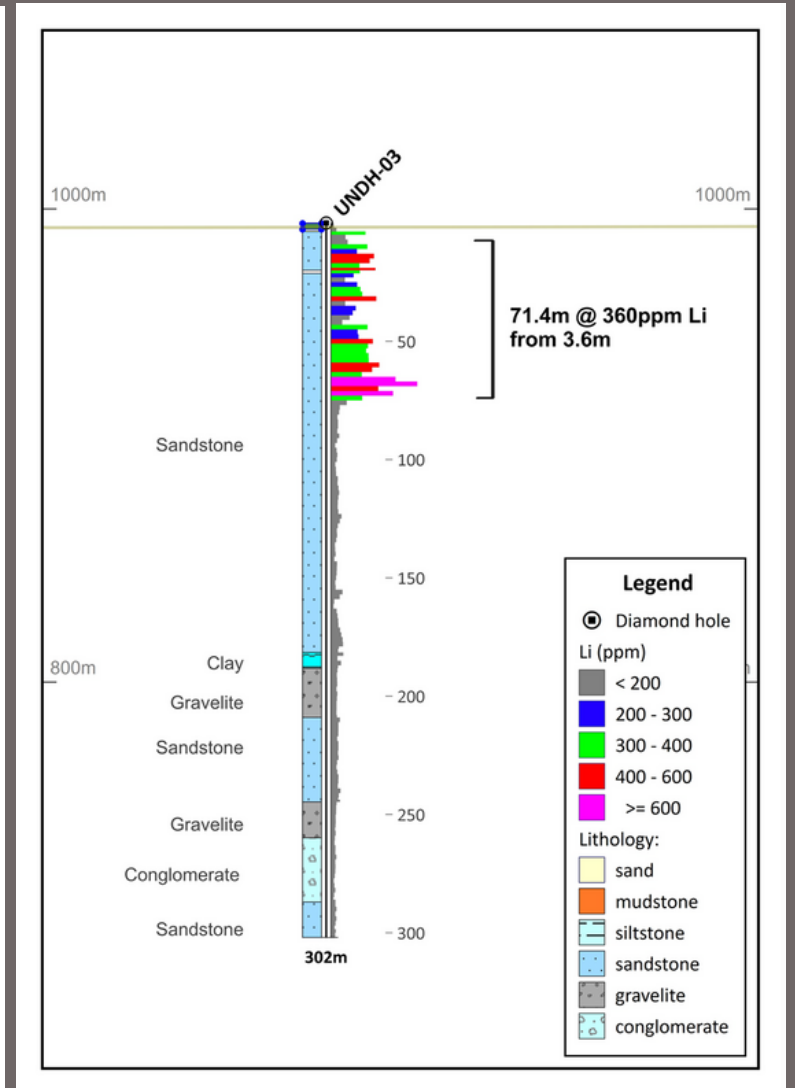 UNDH-03
1000m
1000m
71.4m @ 360ppm Li
from 3.6m
50
Sandstone
100
150
Clay
800m
Gravelite
200
Sandstone
250
Gravelite
Conglomerate
Sandstone
300
302m
Legend
Diamond hole
Li (ppm)
< 200
200 - 300
300 - 400
400 - 600
>= 600
Lithology:
sand
mudstone
siltstone
sandstone
gravelite
conglomerate